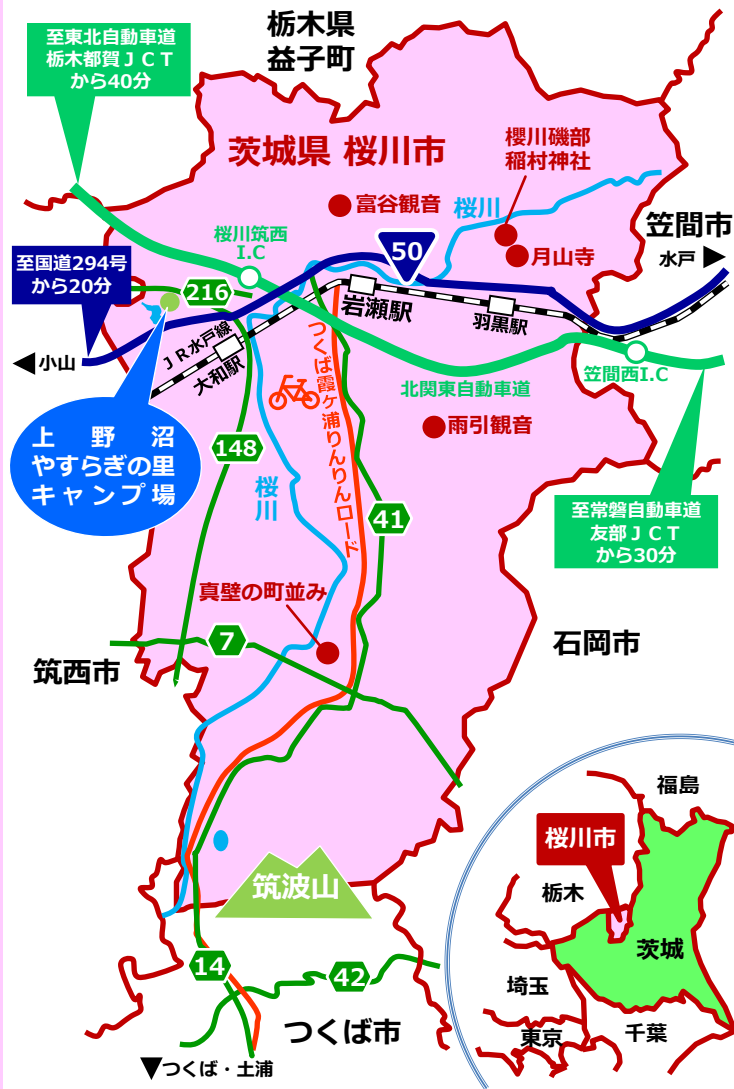 至東北自動車道
栃木都賀ＪＣＴ
から40分
栃木県
益子町
茨城県 桜川市
櫻川磯部
稲村神社
富谷観音
桜川
笠間市
水戸▶
月山寺
桜川筑西
I.C
50
至国道294号
から20分
216
岩瀬駅
羽黒駅
ＪＲ水戸線
大和駅
◀小山
笠間西I.C
北関東自動車道
つくば霞ヶ浦りんりんロード
雨引観音
上野沼
やすらぎの里
キャンプ場
148
桜川
41
至常磐自動車道
友部ＪＣＴ
から30分
真壁の町並み
7
筑西市
石岡市
筑波山
14
42
つくば市
▼つくば・土浦
福島
桜川市
栃木
茨城
埼玉
東京
千葉